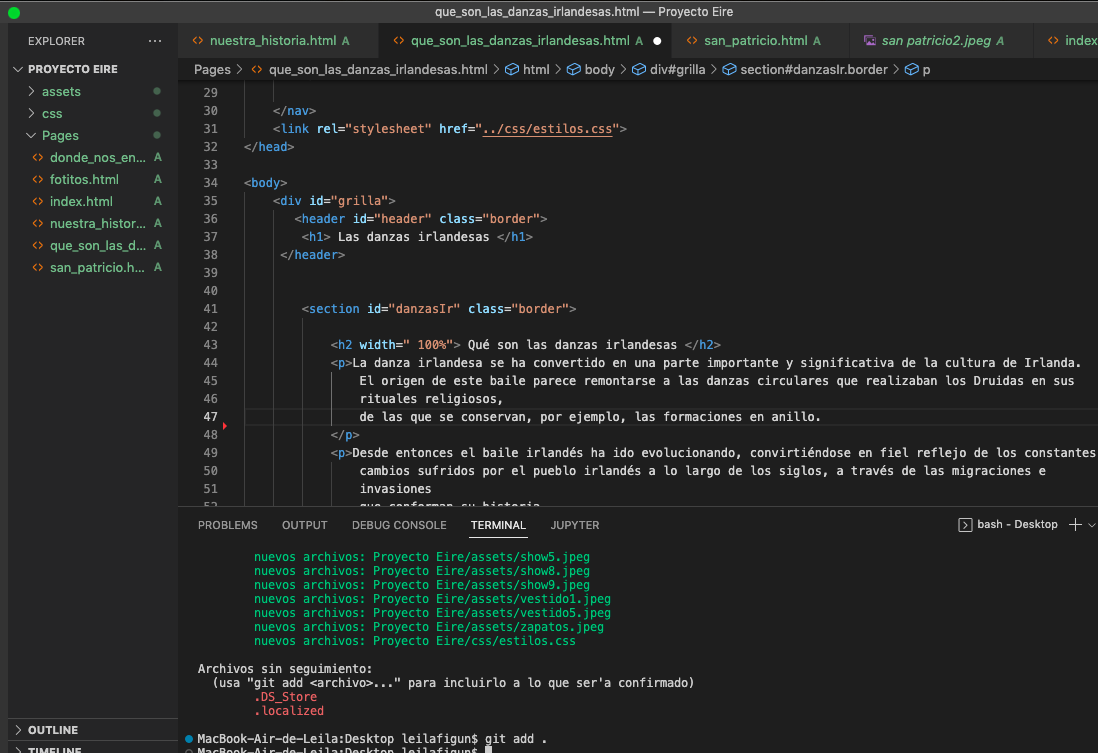 que_son_las_danzas_irlandesas.html — Proyecto Eire
EXPLORER ...
nuestra_historia.html A
que_son_las_danzas_irlandesas.html A
san_patricio.html A
san patricio2.jpeg A
index
PROYECTO EIRE
assets
css
Pages
donde_nos_en... A
fotitos.html A
index.html A
nuestra_histor... A
que_son_las_d... A
san_patricio.h... A
OUTLINE
TIMELINE
Pages > que_son_las_danzas_irlandesas.html > html > body > div#grilla > section#danzasIr.border > p
29
30 </nav>
31 <link rel="stylesheet" href="../css/estilos.css">
32 </head>
33
34 <body>
35 <div id="grilla">
36 <header id="header" class="border">
37 <h1> Las danzas irlandesas </h1>
38 </header>
39
40
41 <section id="danzasIr" class="border">
42
43 <h2 width=" 100%"> Qué son las danzas irlandesas </h2>
44 <p>La danza irlandesa se ha convertido en una parte importante y significativa de la cultura de Irlanda.
45 El origen de este baile parece remontarse a las danzas circulares que realizaban los Druidas en sus
46 rituales religiosos,
47 de las que se conservan, por ejemplo, las formaciones en anillo.
48 </p>
49 <p>Desde entonces el baile irlandés ha ido evolucionando, convirtiéndose en fiel reflejo de los constantes
50 cambios sufridos por el pueblo irlandés a lo largo de los siglos, a través de las migraciones e
51 invasiones
52 que conforman su historia
PROBLEMS OUTPUT DEBUG CONSOLE TERMINAL JUPYTER
bash - Desktop
nuevos archivos: Proyecto Eire/assets/show5.jpeg
nuevos archivos: Proyecto Eire/assets/show8.jpeg
nuevos archivos: Proyecto Eire/assets/show9.jpeg
nuevos archivos: Proyecto Eire/assets/vestido1.jpeg
nuevos archivos: Proyecto Eire/assets/vestido5.jpeg
nuevos archivos: Proyecto Eire/assets/zapatos.jpeg
nuevos archivos: Proyecto Eire/css/estilos.css
Archivos sin seguimiento:
(usa "git add <archivo>..." para incluirlo a lo que ser'a confirmado)
.DS_Store
.localized
MacBook-Air-de-Leila:Desktop leilafigun$ git add .
MacBook-Air-de-Leila:Desktop leilafigun$